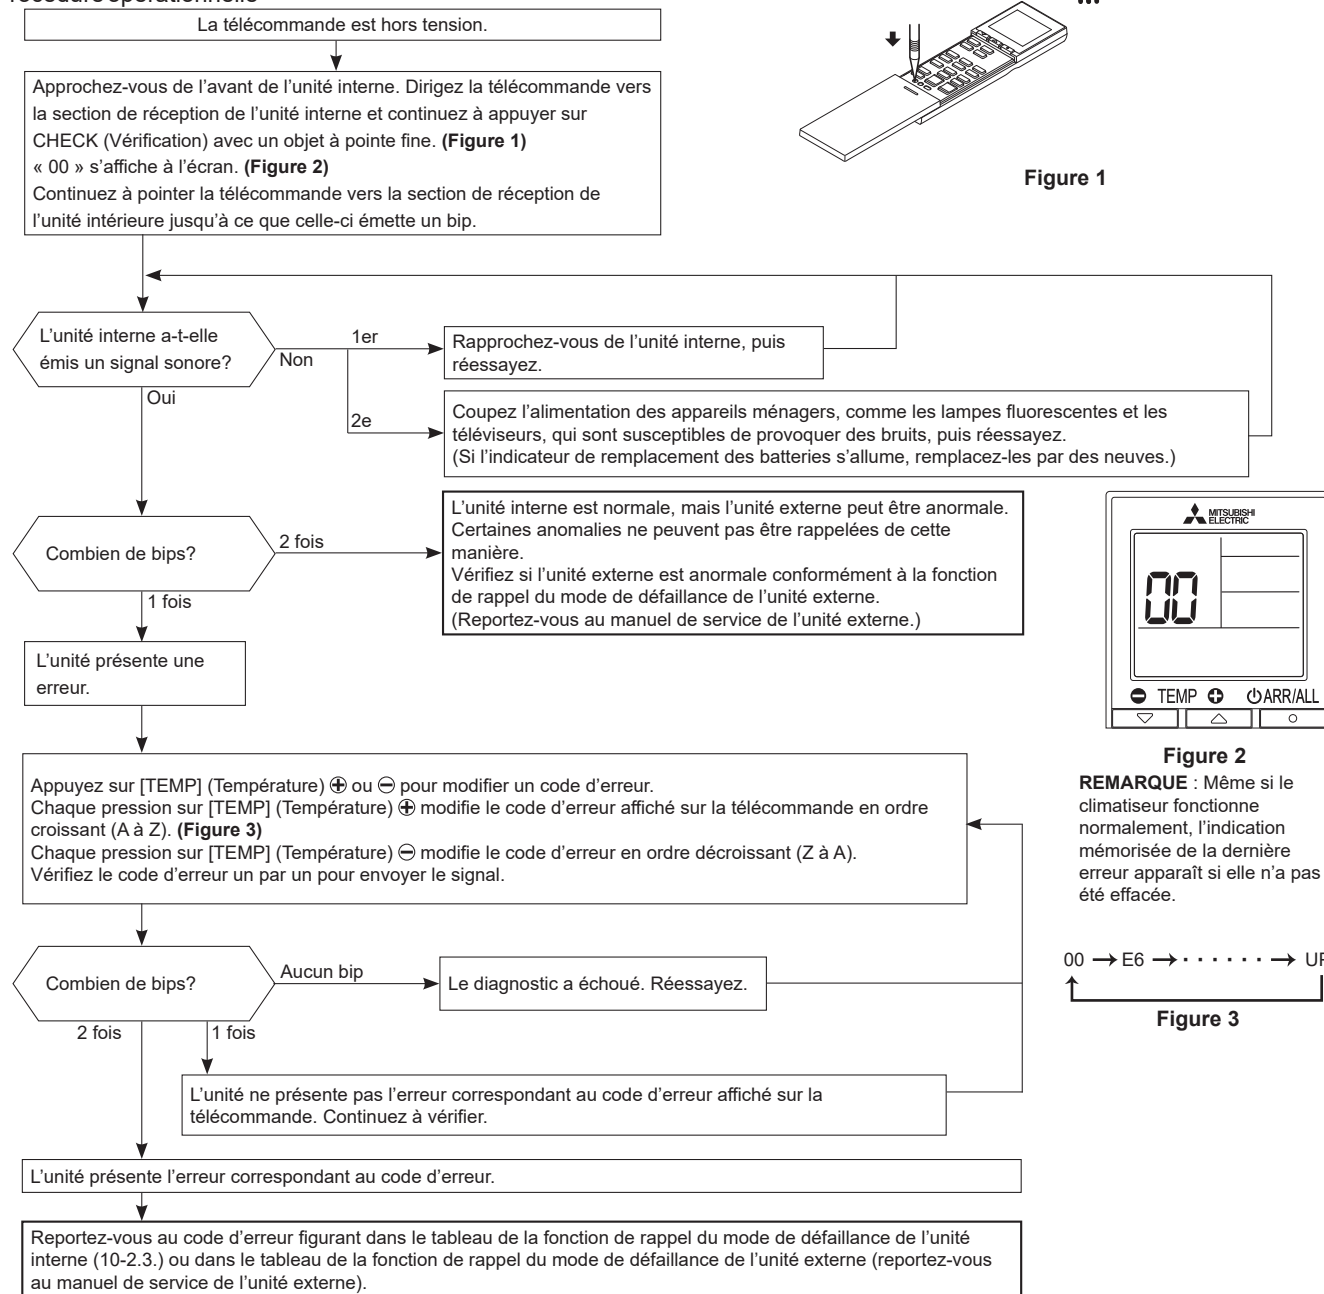 La télécommande est hors tension.
Approchez-vous de l’avant de l’unité interne. Dirigez la télécommande vers
la section de réception de l’unité interne et continuez à appuyer sur
CHECK (Vérification) avec un objet à pointe fine. (Figure 1)
« 00 » s’affiche à l’écran. (Figure 2)
Continuez à pointer la télécommande vers la section de réception de
l’unité intérieure jusqu’à ce que celle-ci émette un bip.
Figure 1
L’unité interne a-t-elle
émis un signal sonore?
Non
1er
Rapprochez-vous de l’unité interne, puis
réessayez.
Oui
2e
Coupez l’alimentation des appareils ménagers, comme les lampes fluorescentes et les
téléviseurs, qui sont susceptibles de provoquer des bruits, puis réessayez.
(Si l’indicateur de remplacement des batteries s’allume, remplacez-les par des neuves.)
Combien de bips?
2 fois
L’unité interne est normale, mais l’unité externe peut être anormale.
Certaines anomalies ne peuvent pas être rappelées de cette
manière.
Vérifiez si l’unité externe est anormale conformément à la fonction
de rappel du mode de défaillance de l’unité externe.
(Reportez-vous au manuel de service de l’unité externe.)
1 fois
L’unité présente une
erreur.
MITSUBISHI
ELECTRIC
00
TEMP
ARR/ALL
Figure 2
REMARQUE : Même si le
climatiseur fonctionne
normalement, l’indication
mémorisée de la dernière
erreur apparaît si elle n’a pas
été effacée.
Appuyez sur [TEMP] (Température) ⊕ ou ⊖ pour modifier un code d’erreur.
Chaque pression sur [TEMP] (Température) ⊕ modifie le code d’erreur affiché sur la télécommande en ordre
croissant (A à Z). (Figure 3)
Chaque pression sur [TEMP] (Température) ⊖ modifie le code d’erreur en ordre décroissant (Z à A).
Vérifiez le code d’erreur un par un pour envoyer le signal.
00 → E6 → · · · · · · →
Figure 3
Combien de bips?
Aucun bip
Le diagnostic a échoué. Réessayez.
2 fois
1 fois
L’unité ne présente pas l’erreur correspondant au code d’erreur affiché sur la
télécommande. Continuez à vérifier.
L’unité présente l’erreur correspondant au code d’erreur.
Reportez-vous au code d’erreur figurant dans le tableau de la fonction de rappel du mode de défaillance de l’unité
interne (10-2.3.) ou dans le tableau de la fonction de rappel du mode de défaillance de l’unité externe (reportez-vous
au manuel de service de l’unité externe).